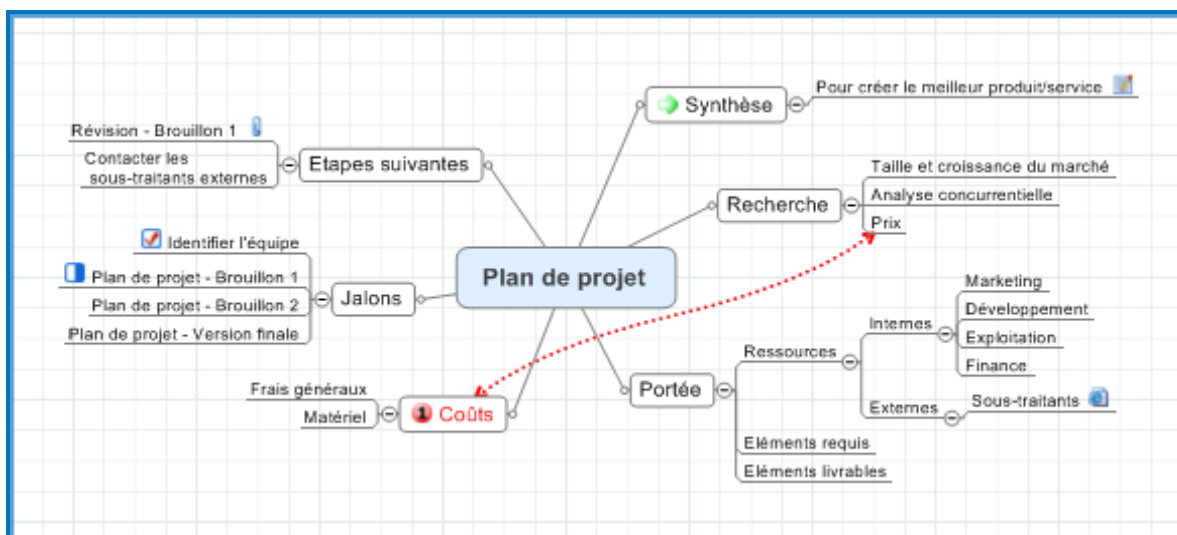 Plan de projet
Synthèse
Pour créer le meilleur produit/service
Recherche
Taille et croissance du marché
Analyse concurrentielle
Prix
Portée
Ressources
Internes
Marketing
Développement
Exploitation
Finance
Externes
Sous-traitants
Eléments requis
Eléments livrables
Etapes suivantes
Révision - Brouillon 1
Contacter les
sous-traitants externes
Jalons
Identifier l'équipe
Plan de projet - Brouillon 1
Plan de projet - Brouillon 2
Plan de projet - Version finale
1 Coûts
Frais généraux
Matériel